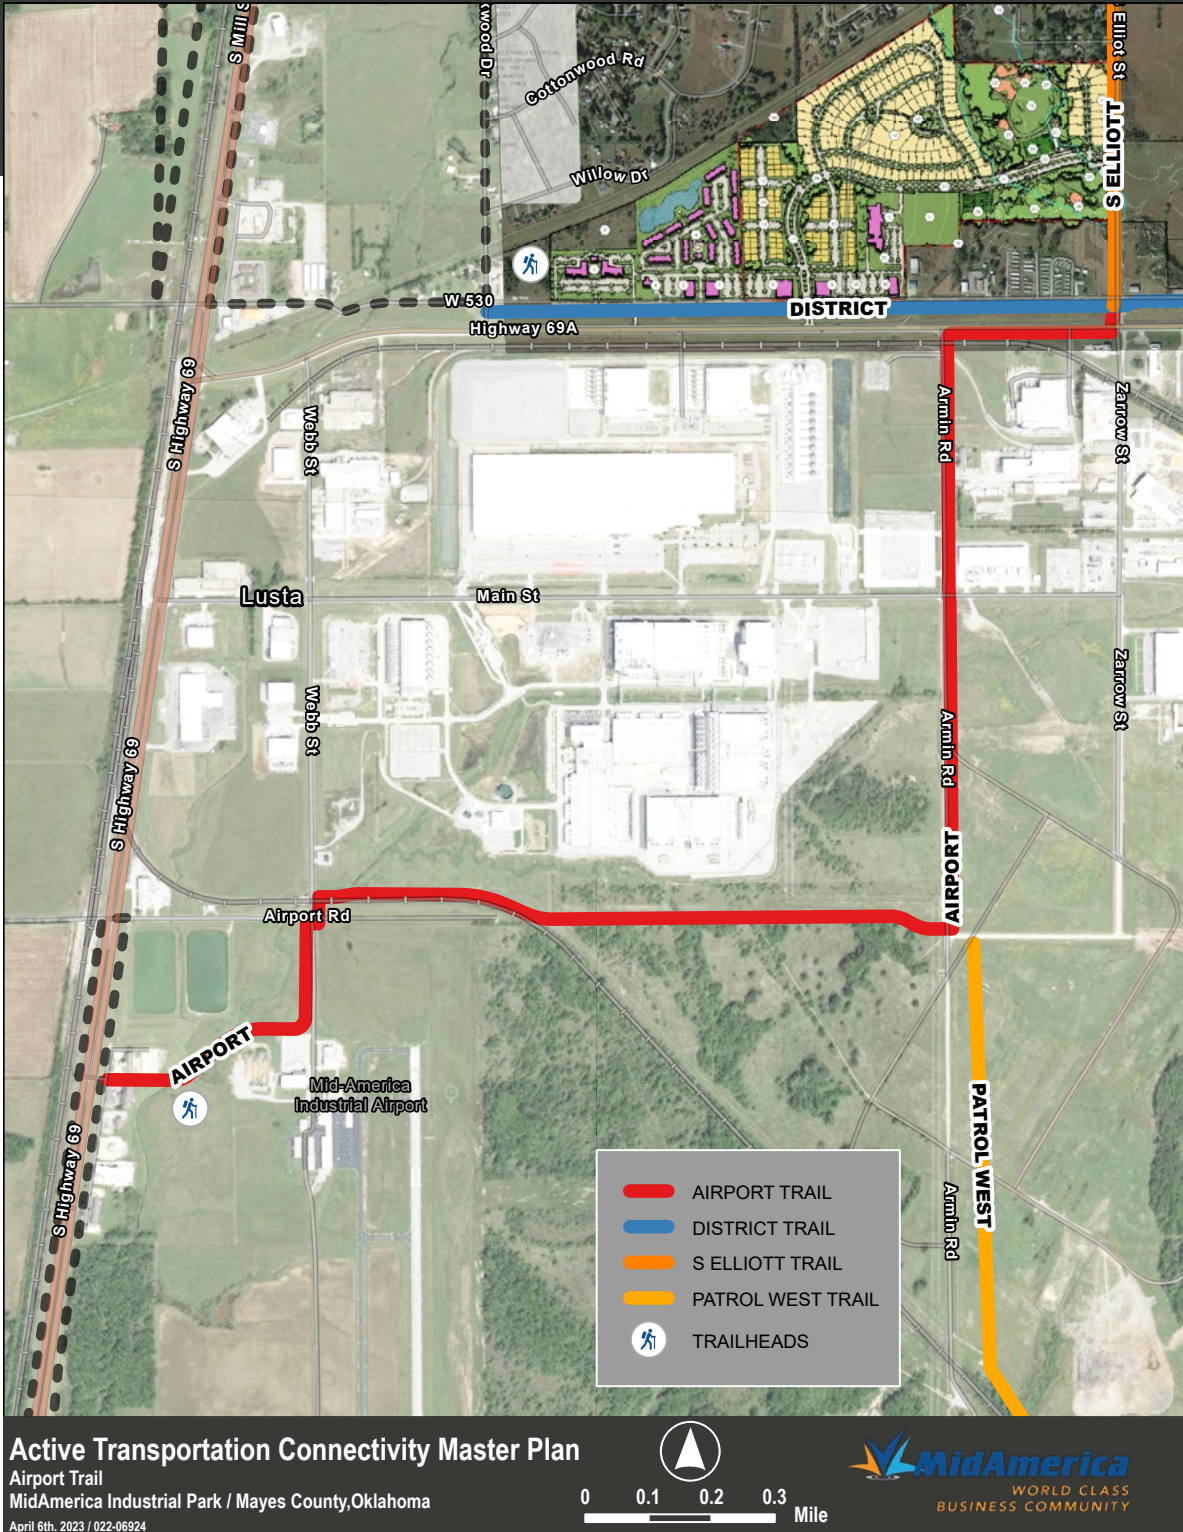 S Mill S
kwood Dr
Cottonwood Rd
Elliot St
Willow Dr
S ELLIOTT
W 530
DISTRICT
Highway 69A
S Highway 69
Webb St
Armin Rd
Zarrow St
Lusta
Main St
Zarrow St
Webb St
Armin Rd
S Highway 69
AIRPORT
Airport Rd
AIRPORT
Mid-America
Industrial Airport
PATROL WEST
S Highway 69
Armin Rd
AIRPORT TRAIL
DISTRICT TRAIL
S ELLIOTT TRAIL
PATROL WEST TRAIL
TRAILHEADS
Active Transportation Connectivity Master Plan
Airport Trail
MidAmerica Industrial Park / Mayes County,Oklahoma
April 6th. 2023 / 022-06924
0 0.1 0.2 0.3
Mile
MidAmerica
WORLD CLASS
BUSINESS COMMUNITY